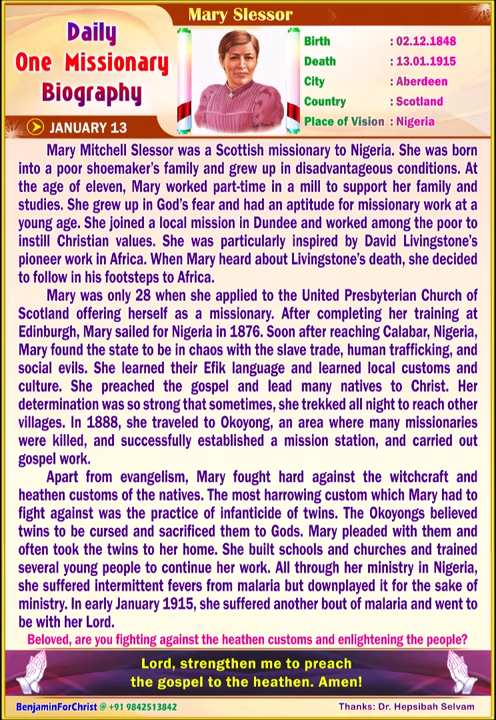 Mary Slessor
Daily
One Missionary
Biography
JANUARY 13
Birth : 02.12.1848
Death : 13.01.1915
City : Aberdeen
Country : Scotland
Place of Vision : Nigeria
Mary Mitchell Slessor was a Scottish missionary to Nigeria. She was born
into a poor shoemaker's family and grew up in disadvantageous conditions. At
the age of eleven, Mary worked part-time in a mill to support her family and
studies. She grew up in God's fear and had an aptitude for missionary work at a
young age. She joined a local mission in Dundee and worked among the poor to
instill Christian values. She was particularly inspired by David Livingstone's
pioneer work in Africa. When Mary heard about Livingstone's death, she decided
to follow in his footsteps to Africa.
Mary was only 28 when she applied to the United Presbyterian Church of
Scotland offering herself as a missionary. After completing her training at
Edinburgh, Mary sailed for Nigeria in 1876. Soon after reaching Calabar, Nigeria,
Mary found the state to be in chaos with the slave trade, human trafficking, and
social evils. She learned their Efik language and learned local customs and
culture. She preached the gospel and lead many natives to Christ. Her
determination was so strong that sometimes, she trekked all night to reach other
villages. In 1888, she traveled to Okoyong, an area where many missionaries
were killed, and successfully established a mission station, and carried out
gospel work.
Apart from evangelism, Mary fought hard against the witchcraft and
heathen customs of the natives. The most harrowing custom which Mary had to
fight against was the practice of infanticide of twins. The Okoyongs believed
twins to be cursed and sacrificed them to Gods. Mary pleaded with them and
often took the twins to her home. She built schools and churches and trained
several young people to continue her work. All through her ministry in Nigeria,
she suffered intermittent fevers from malaria but downplayed it for the sake of
ministry. In early January 1915, she suffered another bout of malaria and went to
be with her Lord.
Beloved, are you fighting against the heathen customs and enlightening the people?
Lord, strengthen me to preach
the gospel to the heathen. Amen!
BenjaminForChrist @ +91 9842513842
Thanks: Dr. Hepsibah Selvam